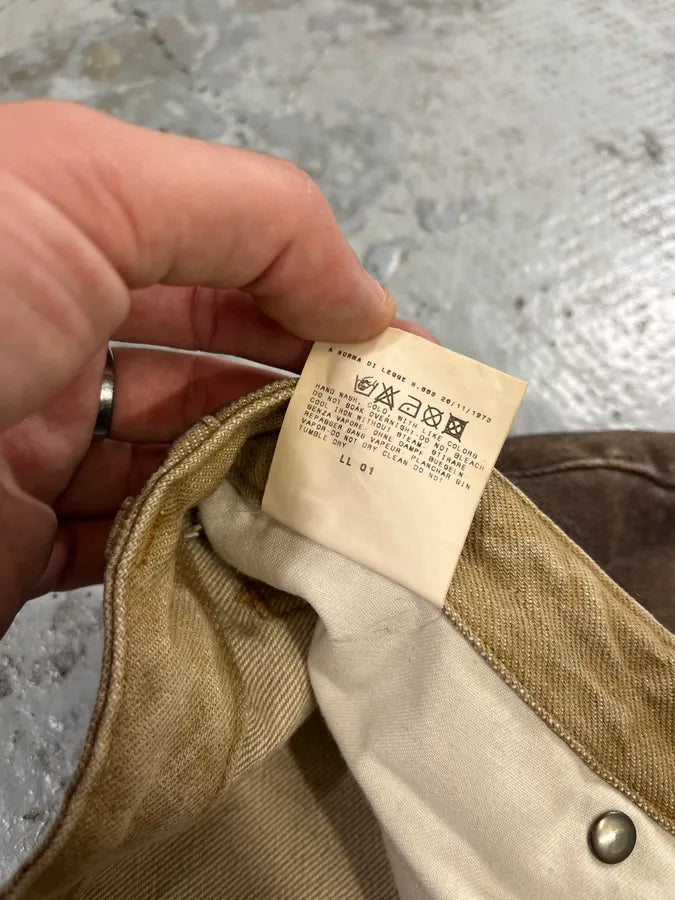 A NORMA DI LEGGE N.883 26/11/1973
HAND WASH, COLD, WITH LIKE COLORS
DO NOT SOAK OVERNIGHT DO NOT BLEACH
COOL IRON WITHOUT STEAM. STIRARE
SENZA VAPORE: OHNE DAMPF BUEGELN.
REPASSER SANS VAPEUR. PLANCHAR SIN
VAPOR DO NOT DRY CLEAN DO NOT
TUMBLE DRY
LL 01